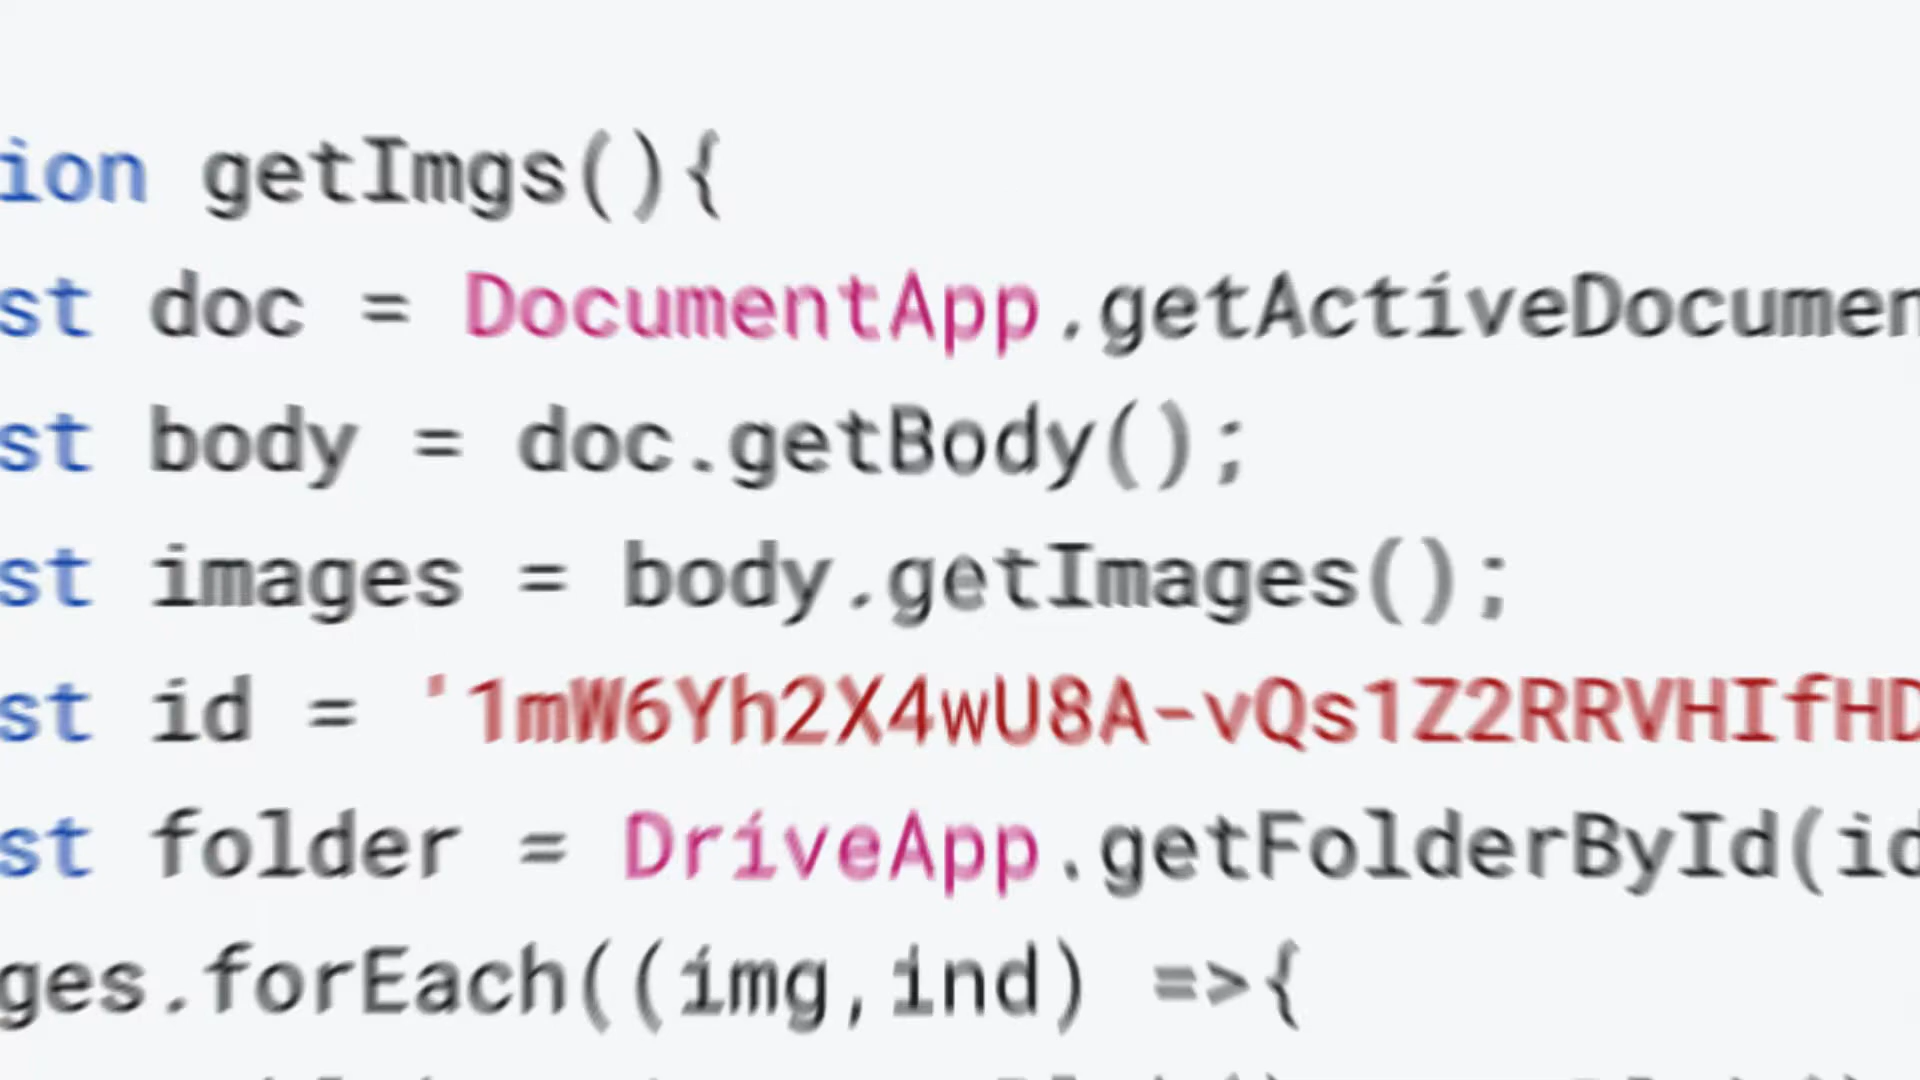 ion getImgs(){
st doc = DocumentApp.getActiveDocumen
st body = doc.getBody();
st images = body.getImages();
st id = '1mW6Yh2X4wU8A-vQs1Z2RRVHIfHD
st folder = DriveApp.getFolderById(id
ges.forEach((img,ind) =>{